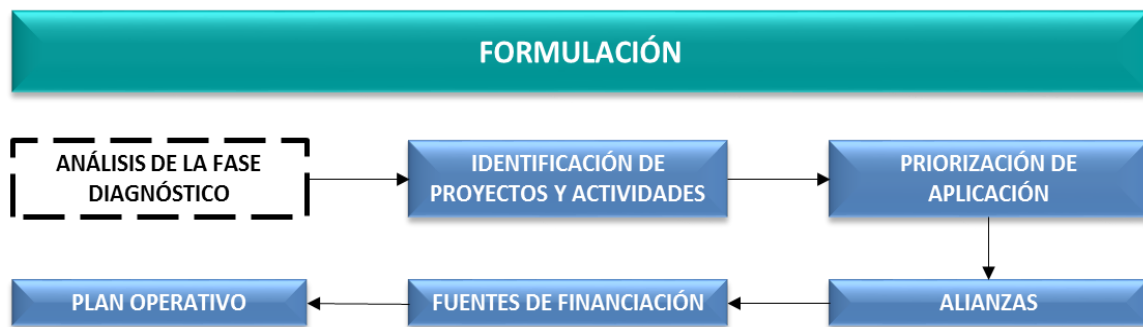 FORMULACIÓN
ANÁLISIS DE LA FASE
DIAGNÓSTICO
IDENTIFICACIÓN DE
PROYECTOS Y ACTIVIDADES
PRIORIZACIÓN DE
APLICACIÓN
ALIANZAS
FUENTES DE FINANCIACIÓN
PLAN OPERATIVO